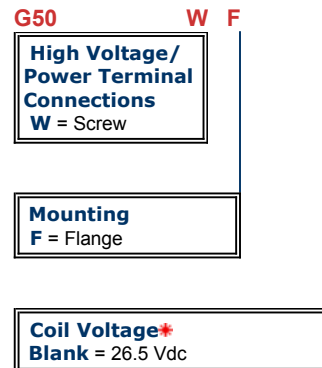 G50 W F
High Voltage/
Power Terminal
Connections
W = Screw
Mounting
F = Flange
Coil Voltage*
Blank = 26.5 Vdc